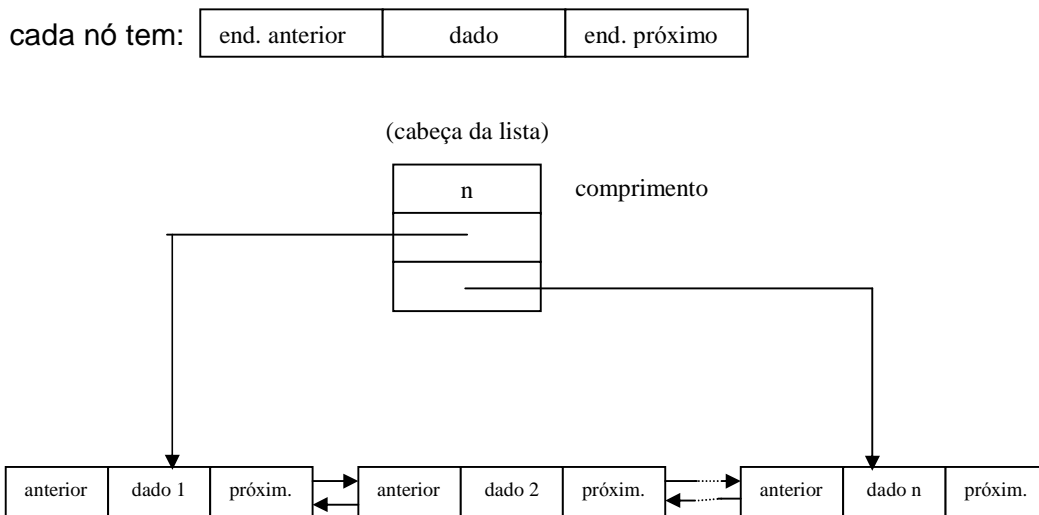 cada nó tem: end. anterior dado end. próximo
(cabeça da lista)
n comprimento
anterior dado 1 próxim. anterior dado 2 próxim. anterior dado n próxim.